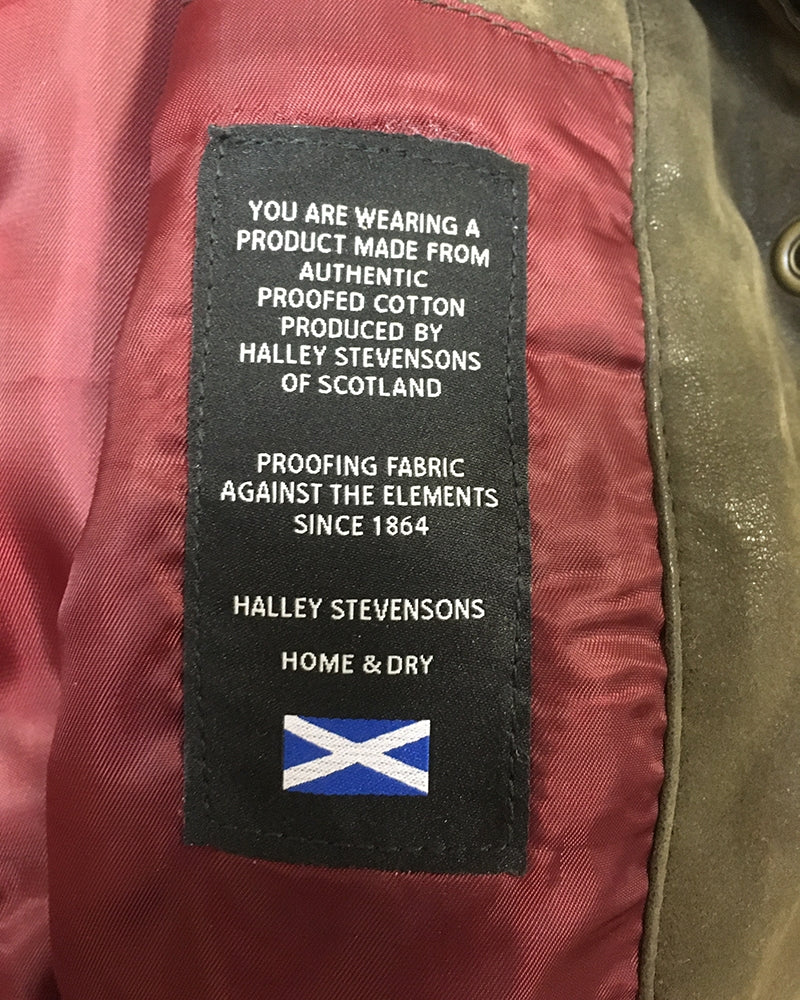 YOU ARE WEARING A
PRODUCT MADE FROM
AUTHENTIC
PROOFED COTTON
PRODUCED BY
HALLEY STEVENSONS
OF SCOTLAND
PROOFING FABRIC
AGAINST THE ELEMENTS
SINCE 1864
HALLEY STEVENSONS
HOME & DRY